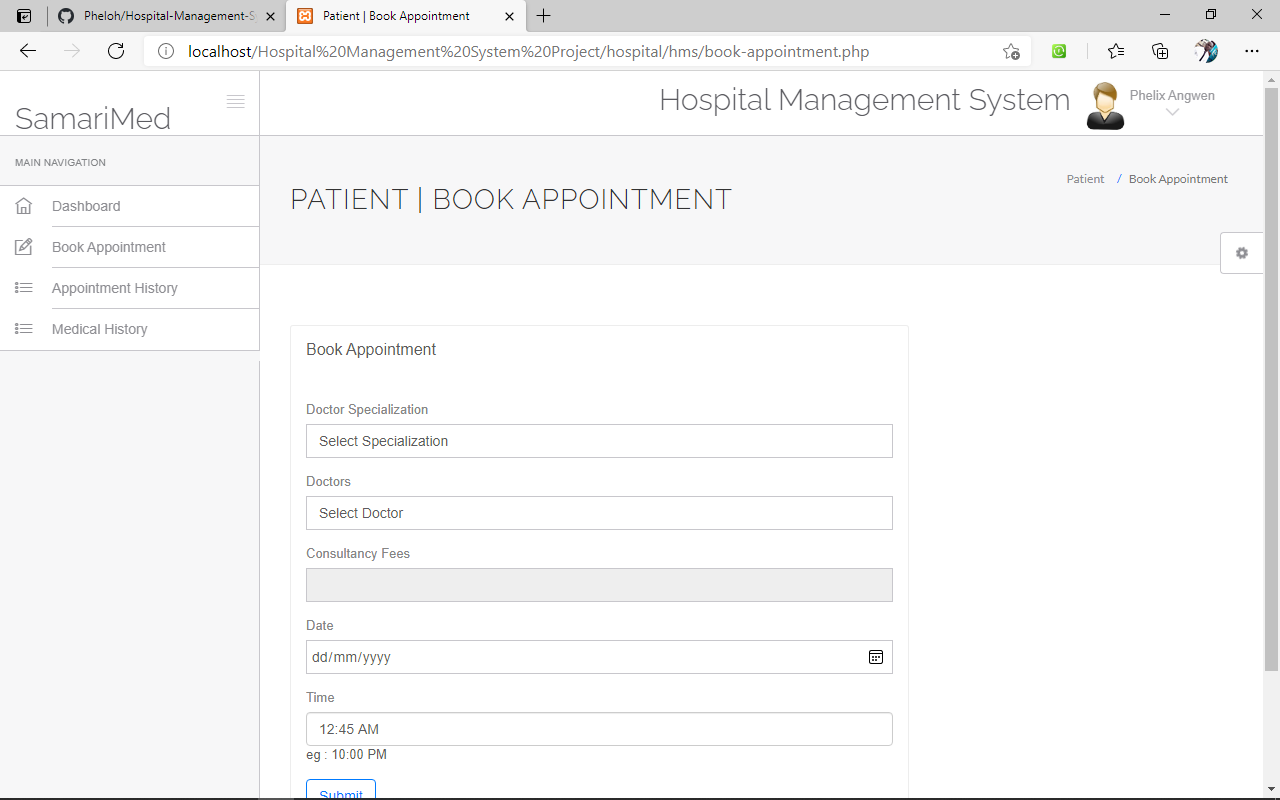 Pheloh/Hospital-Management-S
Patient | Book Appointment
localhost/Hospital%20Management%20System%20Project/hospital/hms/book-appointment.php
SamariMed
Hospital Management System
Phelix Angwen
MAIN NAVIGATION
Dashboard
Book Appointment
Appointment History
Medical History
PATIENT | BOOK APPOINTMENT
Patient / Book Appointment
Book Appointment
Doctor Specialization
Select Specialization
Doctors
Select Doctor
Consultancy Fees
Date
dd/mm/yyyy
Time
12:45 AM
eg : 10:00 PM
Submit